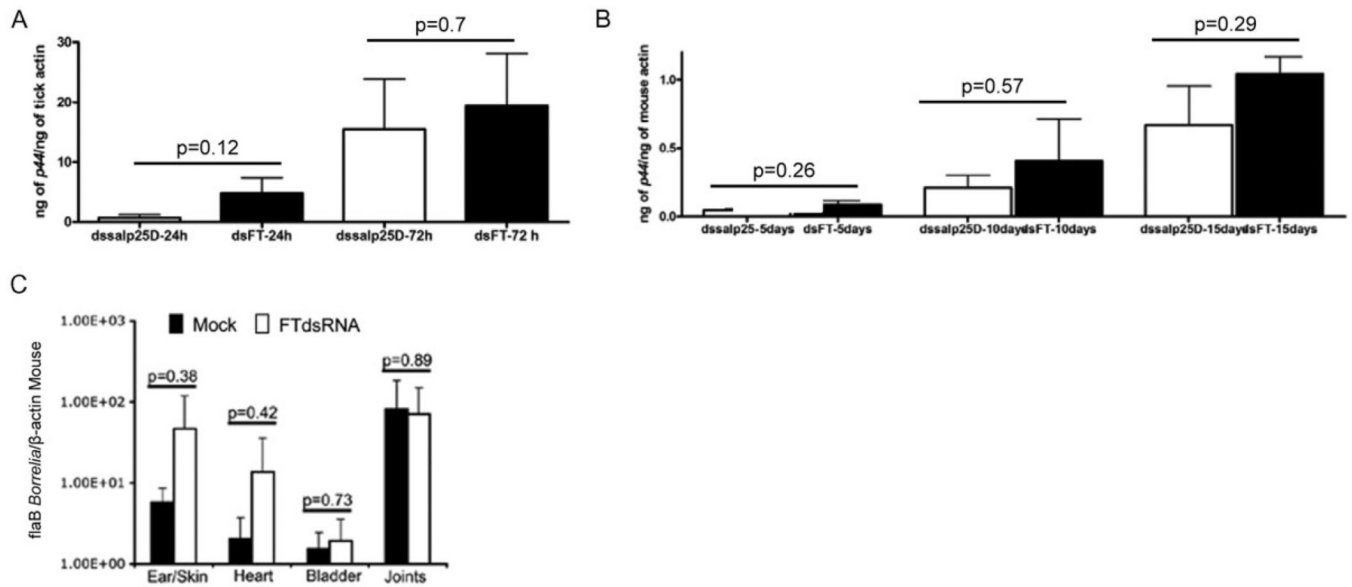 A
p=0.7
30
20
10
0
p=0.12
ng of p44/ng of tick actin
dssalp25D-24h dsFT-24h dssalp25D-72h dsFT-72 h
B
p=0.29
p=0.57
p=0.26
1.0
0.5
0.0
ng of p44/ng of mouse actin
dssalp25-5days dsFT-5days dssalp25D-10days dsFT-10days dssalp25D-15days dsFT-15days
C
Mock FTdsRNA
1.00E+03
1.00E+02
1.00E+01
1.00E+00
p=0.38
p=0.42
p=0.73
p=0.89
flaB Borrelia/β-actin Mouse
Ear/Skin Heart Bladder Joints